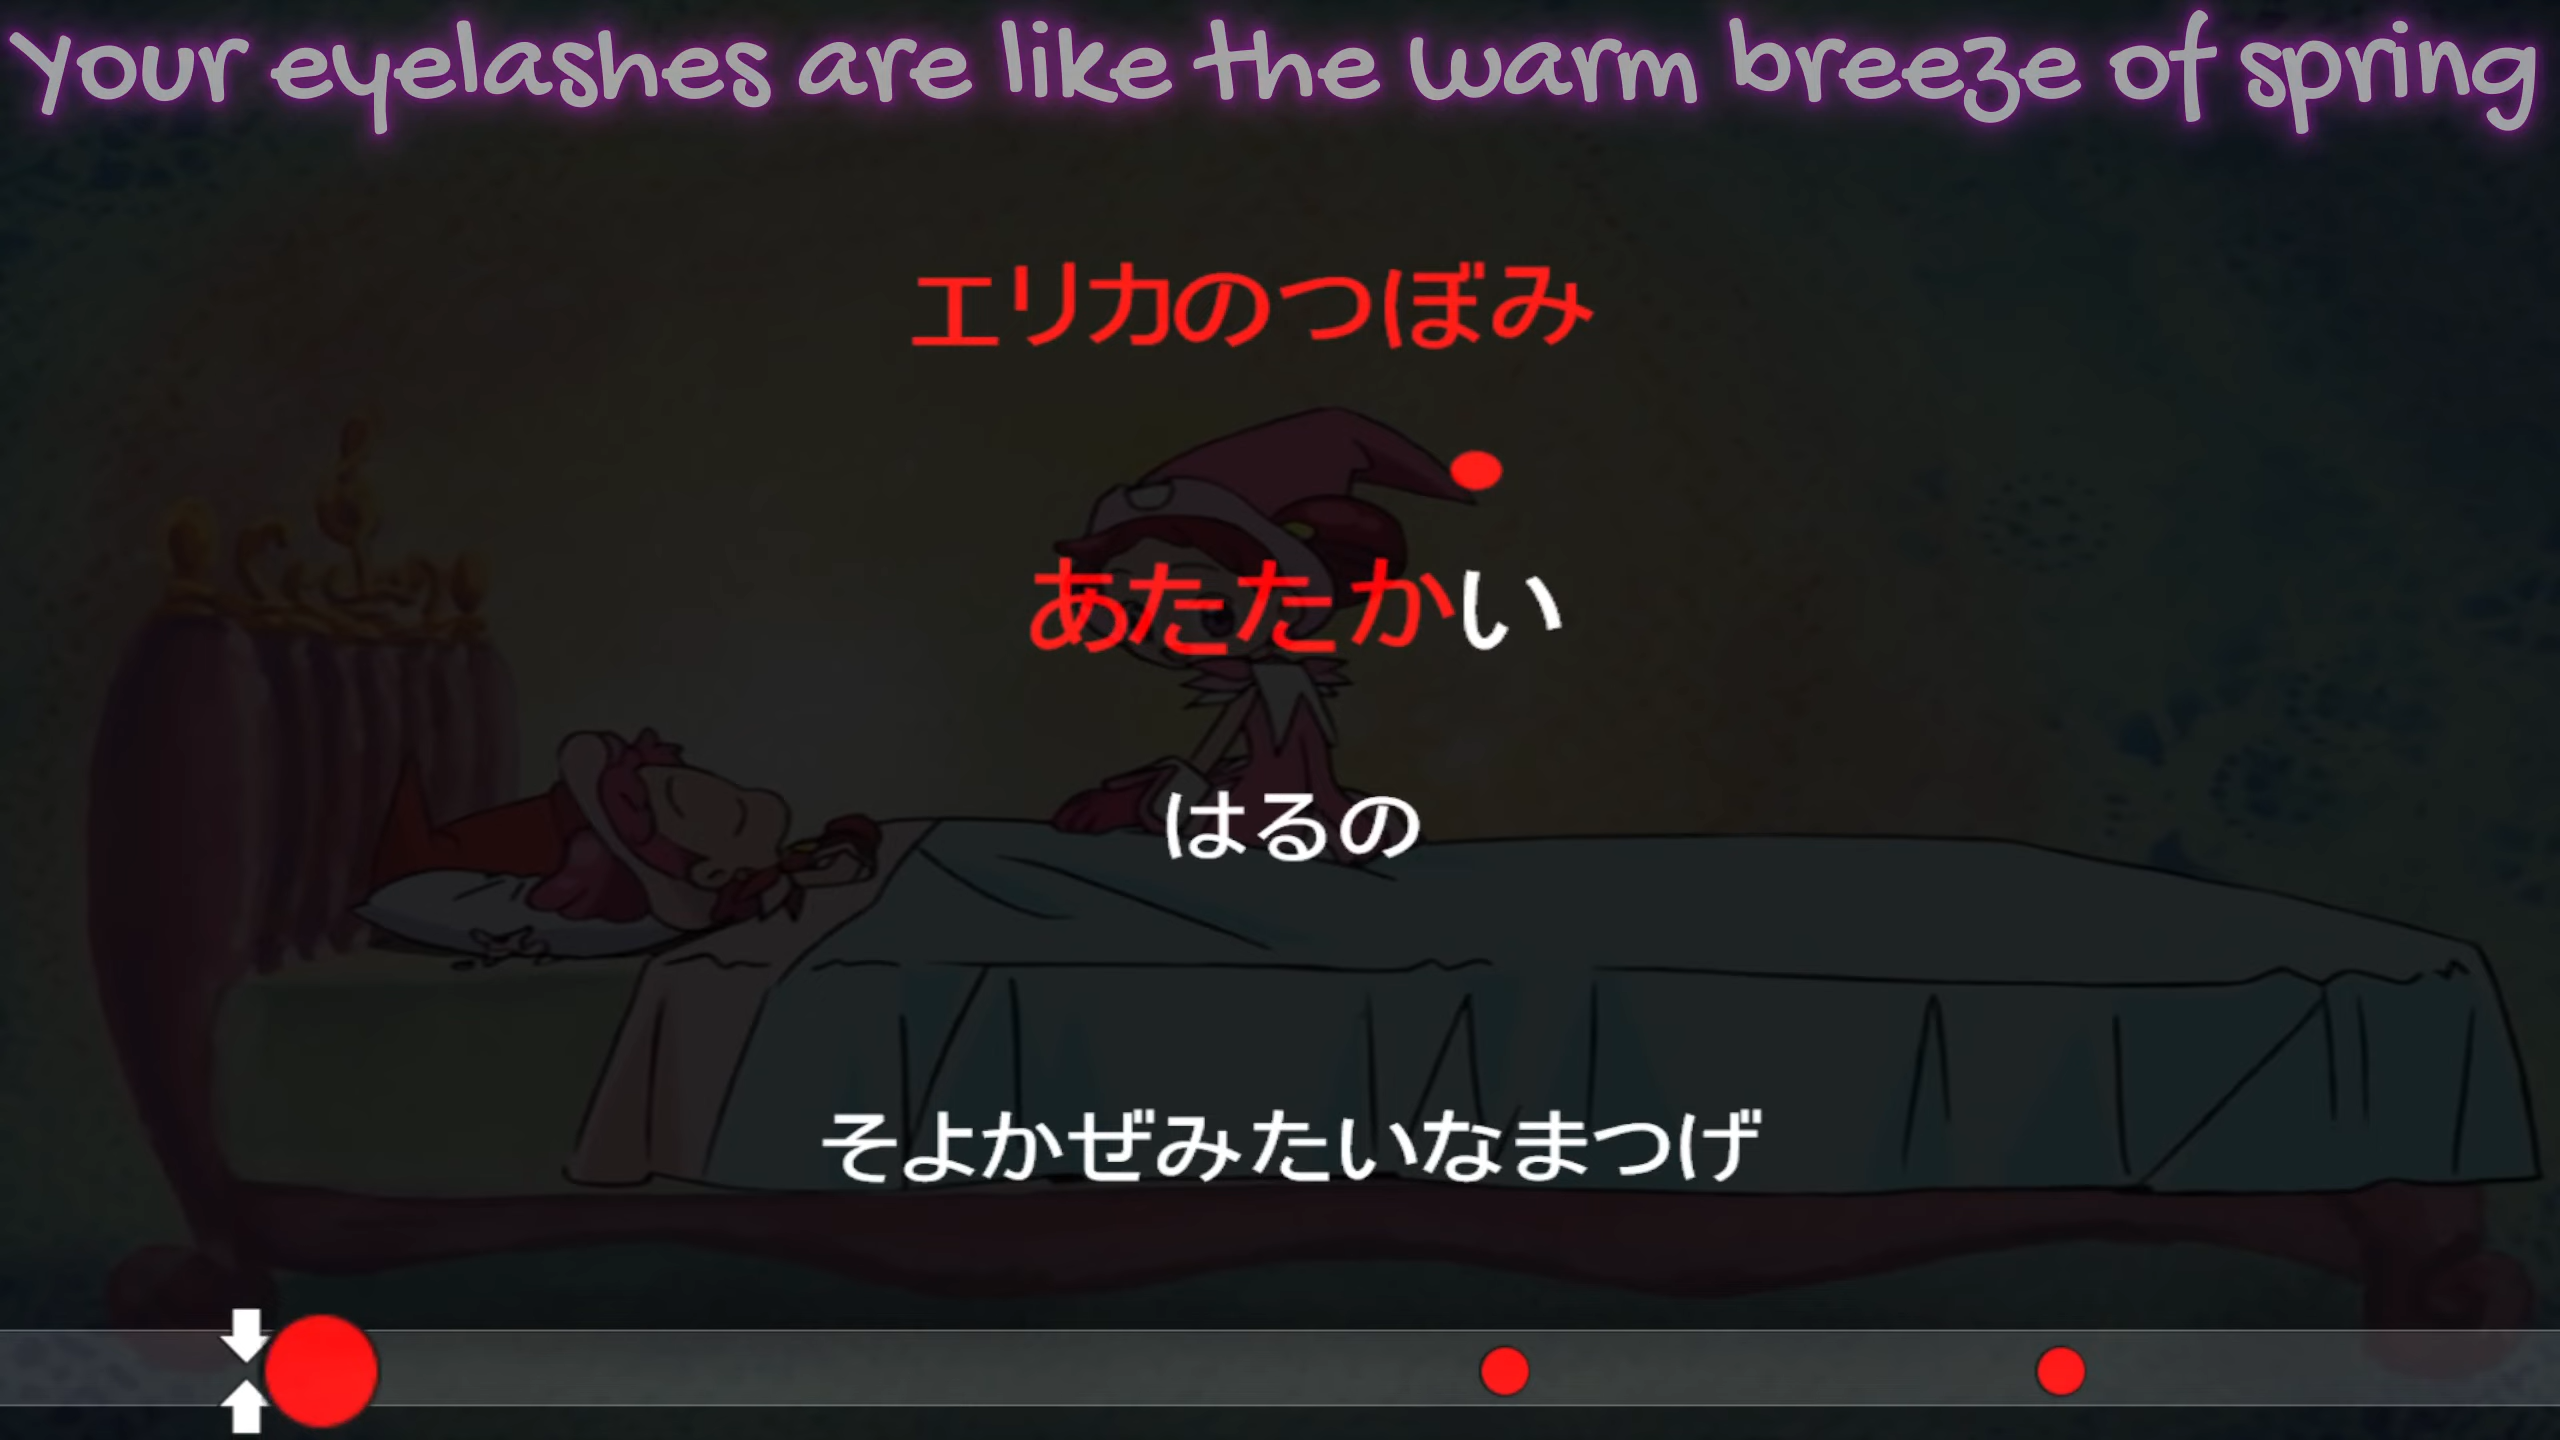 Your eyelashes are like the warm breeze of spring
エリカのつぼみ
あたたかい
はるの
そよかぜみたいなまつげ